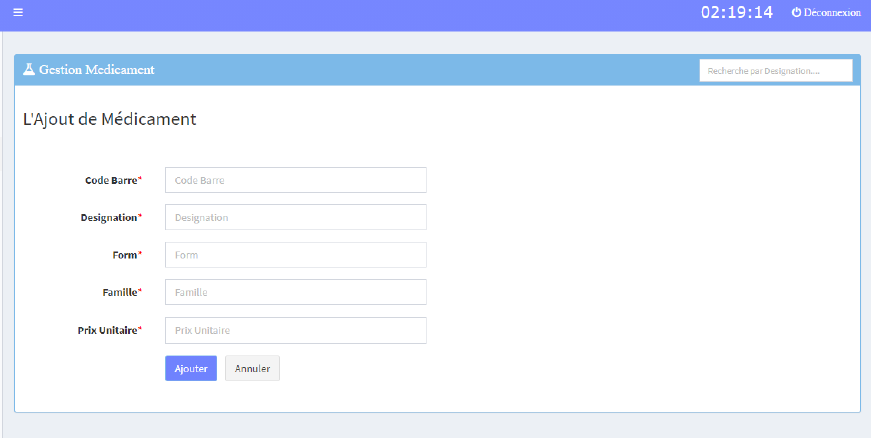 02:19:14 Déconnexion
Gestion Medicament Recherche par Designation....
L'Ajout de Médicament
Code Barre* Code Barre
Designation* Designation
Form* Form
Famille* Famille
Prix Unitaire* Prix Unitaire
Ajouter Annuler